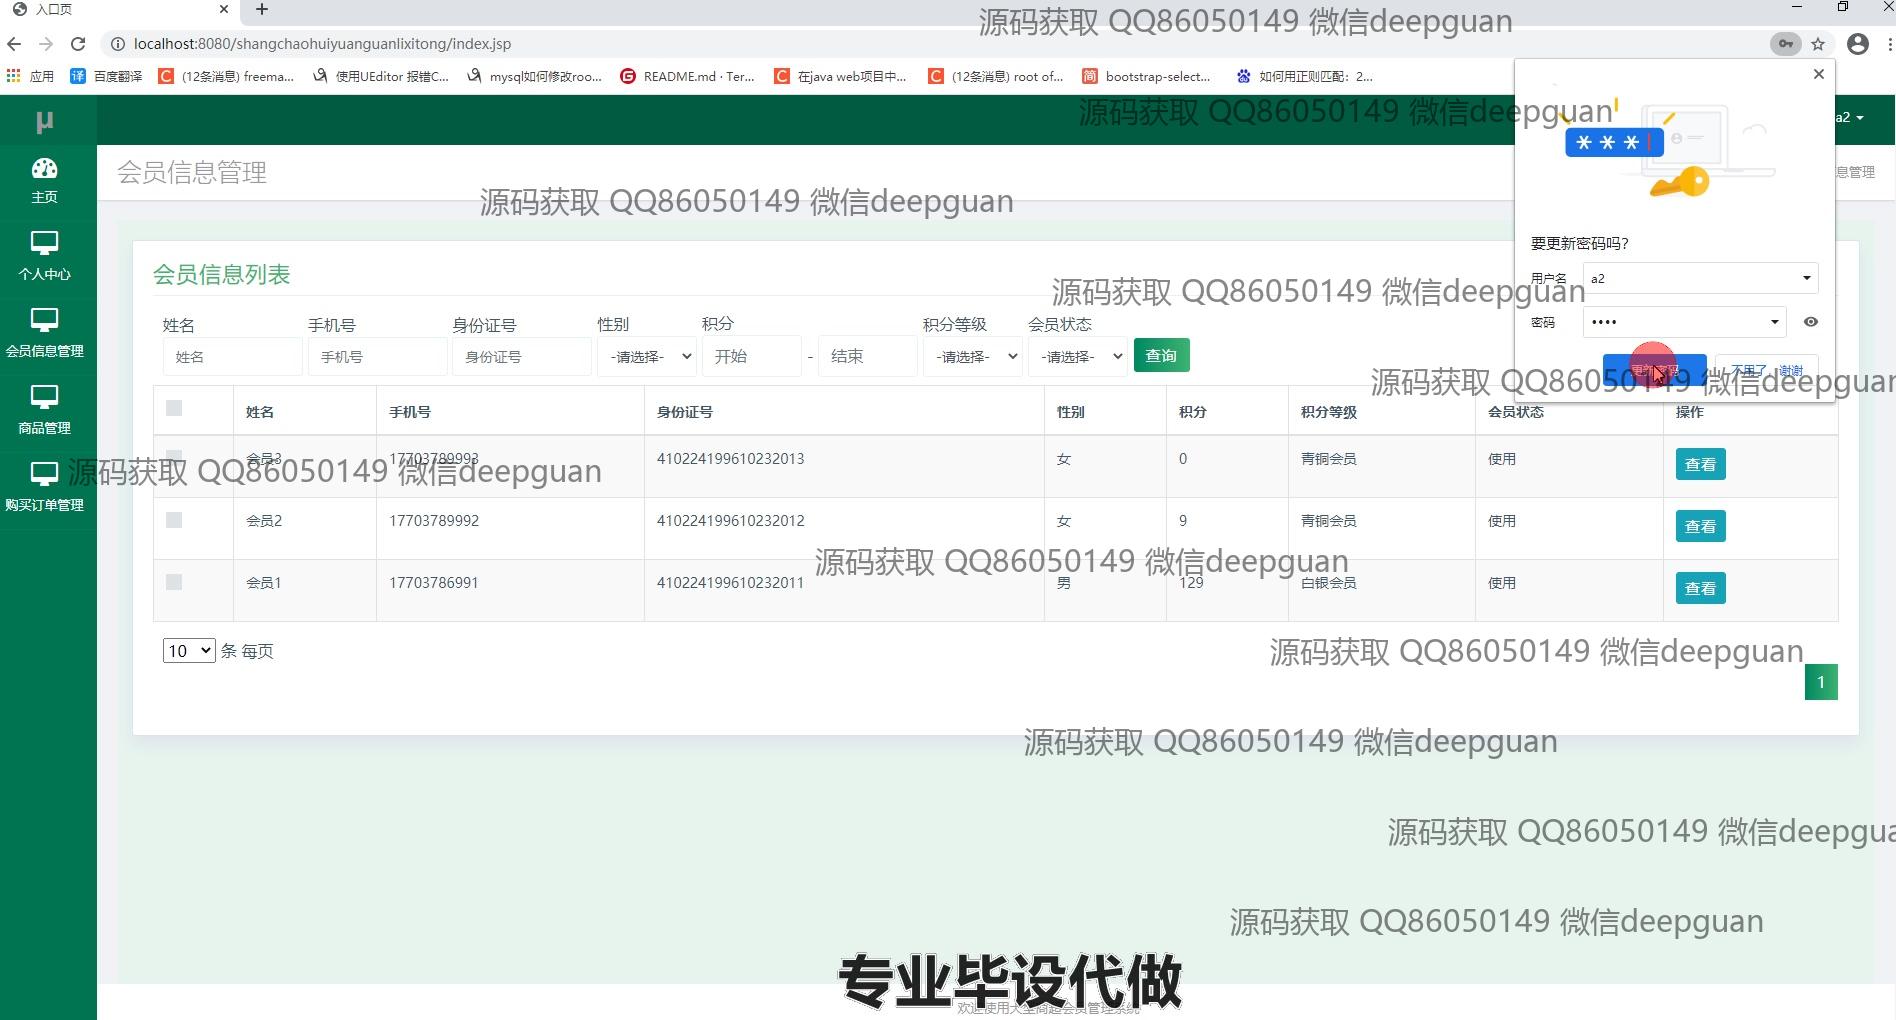 入口页
源码获取 QQ86050149 微信deepguan
localhost:8080/shangchaohuiyuanguanlixitong/index.jsp
应用 百度翻译 (12条消息) freema... 使用UEditor 报错C... mysql如何修改roo... README.md · Ter... 在java web项目中... (12条消息) root of... bootstrap-select... 如何用正则匹配：2...
μ
源码获取 QQ86050149 微信deepguan
a2
主页
个人中心
会员信息管理
商品管理
购买订单管理
会员信息管理
息管理
源码获取 QQ86050149 微信deepguan
要更新密码吗?
用户名 a2
密码 ••••
更新密码 不用了，谢谢
会员信息列表
源码获取 QQ86050149 微信deepguan
姓名 手机号 身份证号 性别 积分 积分等级 会员状态
姓名 手机号 身份证号 -请选择- 开始 - 结束 -请选择- -请选择- 查询
源码获取 QQ86050149 微信deepguan
姓名 手机号 身份证号 性别 积分 积分等级 会员状态 操作
会员3 17703789993 410224199610232013 女 0 青铜会员 使用 查看
源码获取 QQ86050149 微信deepguan
会员2 17703789992 410224199610232012 女 9 青铜会员 使用 查看
源码获取 QQ86050149 微信deepguan
会员1 17703786991 410224199610232011 男 129 白银会员 使用 查看
10 条 每页
源码获取 QQ86050149 微信deepguan
1
源码获取 QQ86050149 微信deepguan
源码获取 QQ86050149 微信deepgua
源码获取 QQ86050149 微信deepguan
专业毕设代做
欢迎使用大型商超会员管理系统